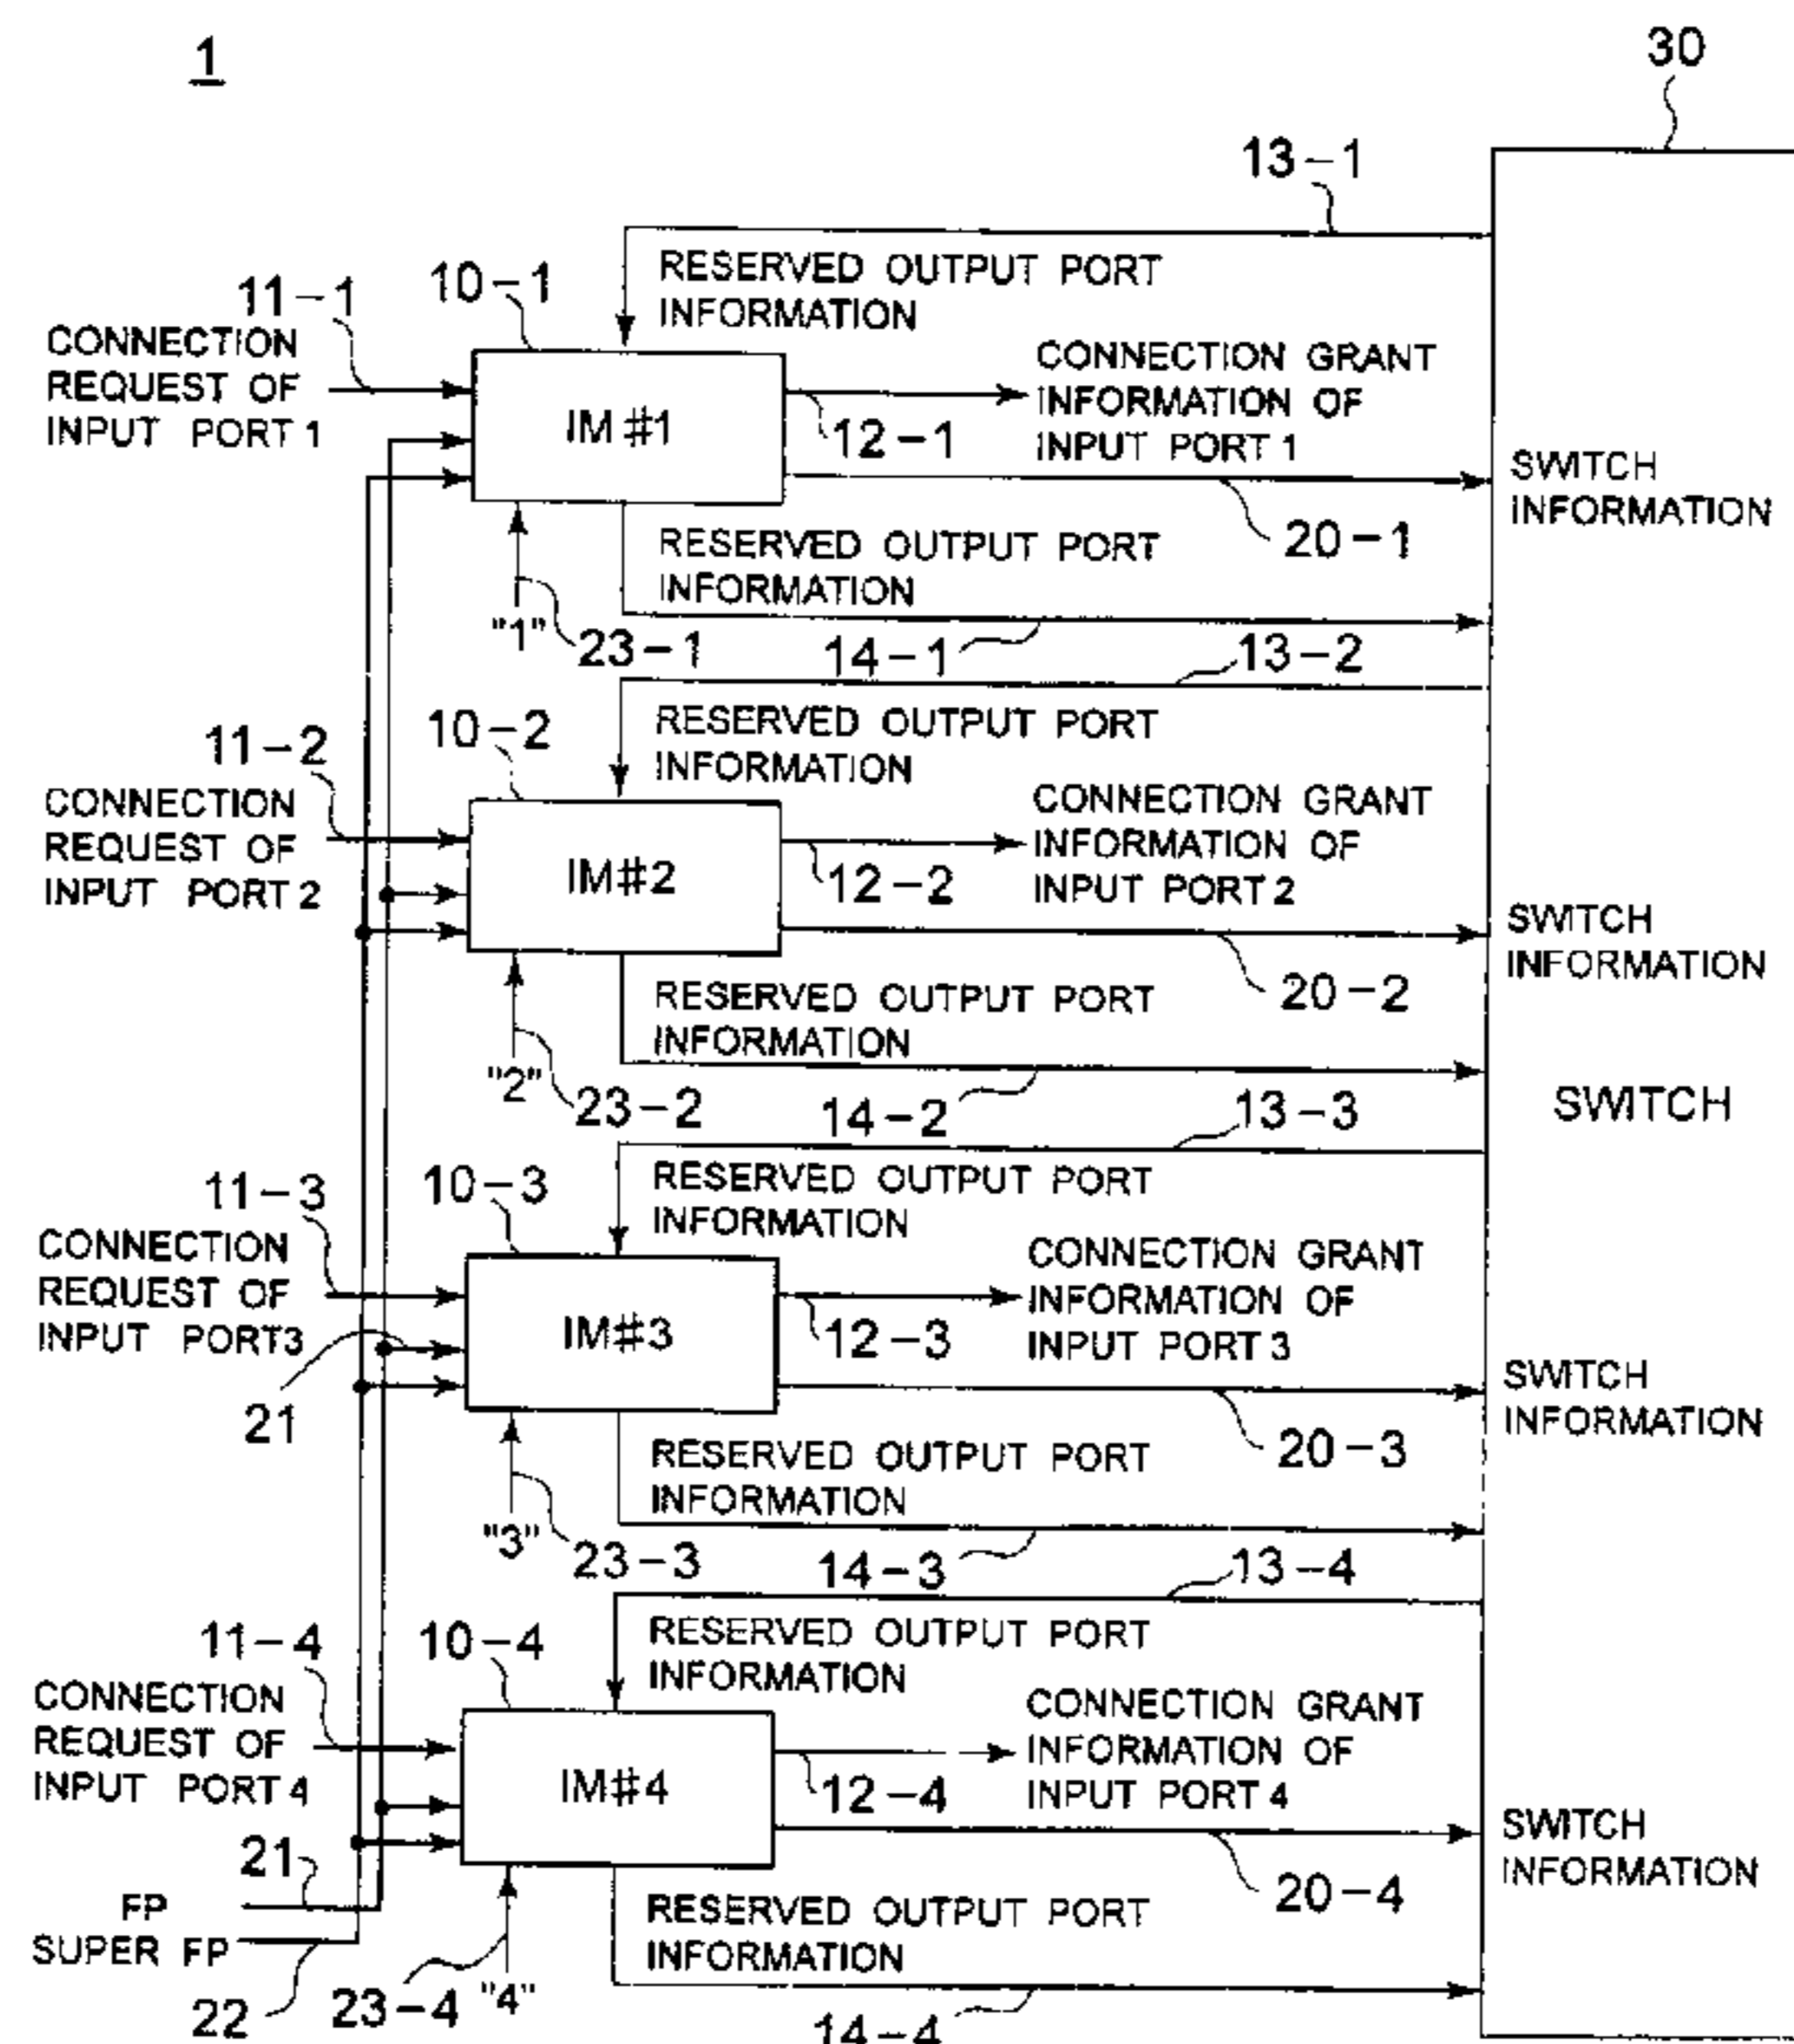 1
30
13-1
RESERVED OUTPUT PORT
INFORMATION
10-1
11-1
CONNECTION
REQUEST OF
INPUT PORT 1
IM #1
CONNECTION GRANT
INFORMATION OF
INPUT PORT 1
12-1
SWITCH
INFORMATION
20-1
RESERVED OUTPUT PORT
INFORMATION
"1"
23-1
14-1
13-2
RESERVED OUTPUT PORT
INFORMATION
10-2
11-2
CONNECTION
REQUEST OF
INPUT PORT 2
IM#2
CONNECTION GRANT
INFORMATION OF
INPUT PORT 2
12-2
SWITCH
INFORMATION
20-2
RESERVED OUTPUT PORT
INFORMATION
"2"
23-2
14-2
13-3
SWITCH
RESERVED OUTPUT PORT
INFORMATION
10-3
11-3
CONNECTION
REQUEST OF
INPUT PORT3
IM#3
CONNECTION GRANT
INFORMATION OF
INPUT PORT 3
12-3
21
SWITCH
INFORMATION
20-3
RESERVED OUTPUT PORT
INFORMATION
"3"
23-3
14-3
13-4
RESERVED OUTPUT PORT
INFORMATION
10-4
11-4
CONNECTION
REQUEST OF
INPUT PORT 4
IM#4
CONNECTION GRANT
INFORMATION OF
INPUT PORT 4
12-4
SWITCH
INFORMATION
20-4
21
FP
SUPER FP
22
RESERVED OUTPUT PORT
INFORMATION
23-4
"4"
14-4